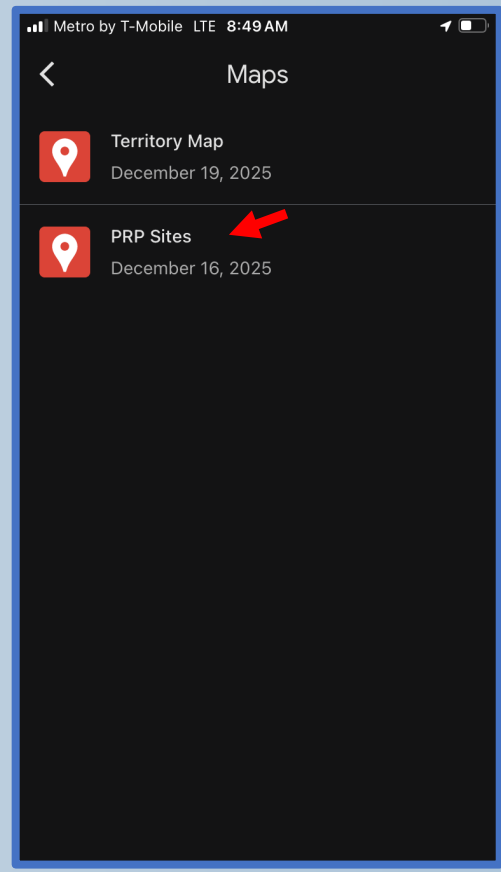 Metro by T-Mobile LTE 8:49 AM
Maps
Territory Map
December 19, 2025
PRP Sites
December 16, 2025